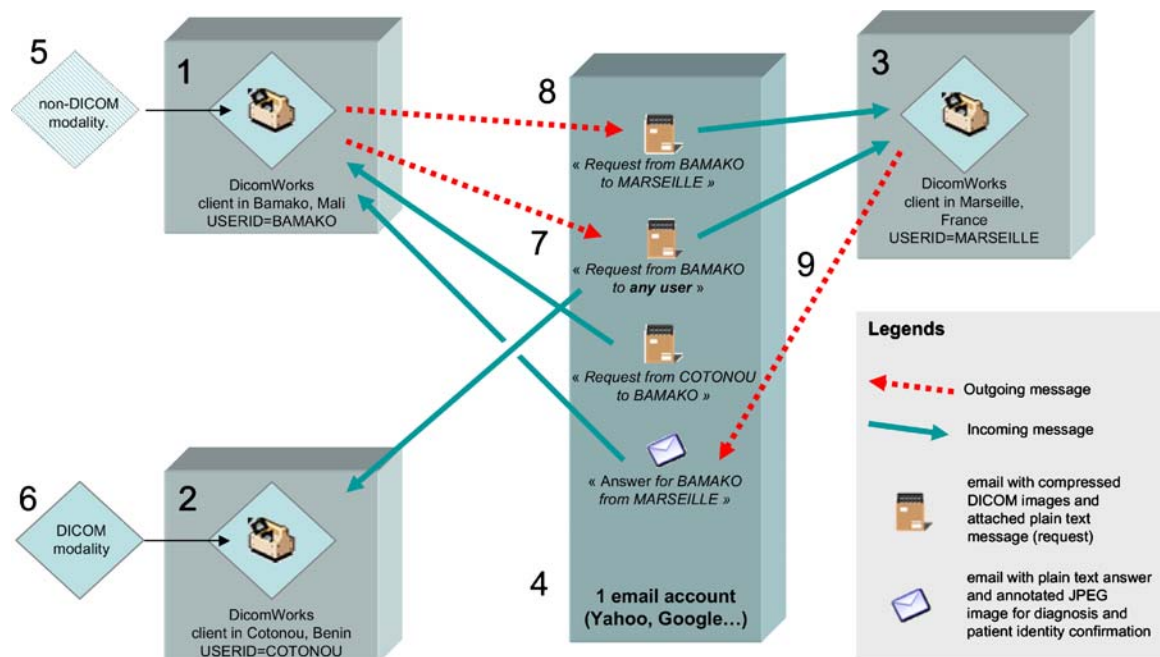 5
non-DICOM
modality.
1
DicomWorks
client in Bamako, Mali
USERID=BAMAKO
8
« Request from BAMAKO
to MARSEILLE »
7
« Request from BAMAKO
to any user »
« Request from COTONOU
to BAMAKO »
« Answer for BAMAKO
from MARSEILLE »
4
1 email account
(Yahoo, Google…)
3
DicomWorks
client in Marseille,
France
USERID=MARSEILLE
9
6
DICOM
modality
2
DicomWorks
client in Cotonou, Benin
USERID=COTONOU
Legends
Outgoing message
Incoming message
email with compressed
DICOM images and
attached plain text
message (request)
email with plain text answer
and annotated JPEG
image for diagnosis and
patient identity confirmation